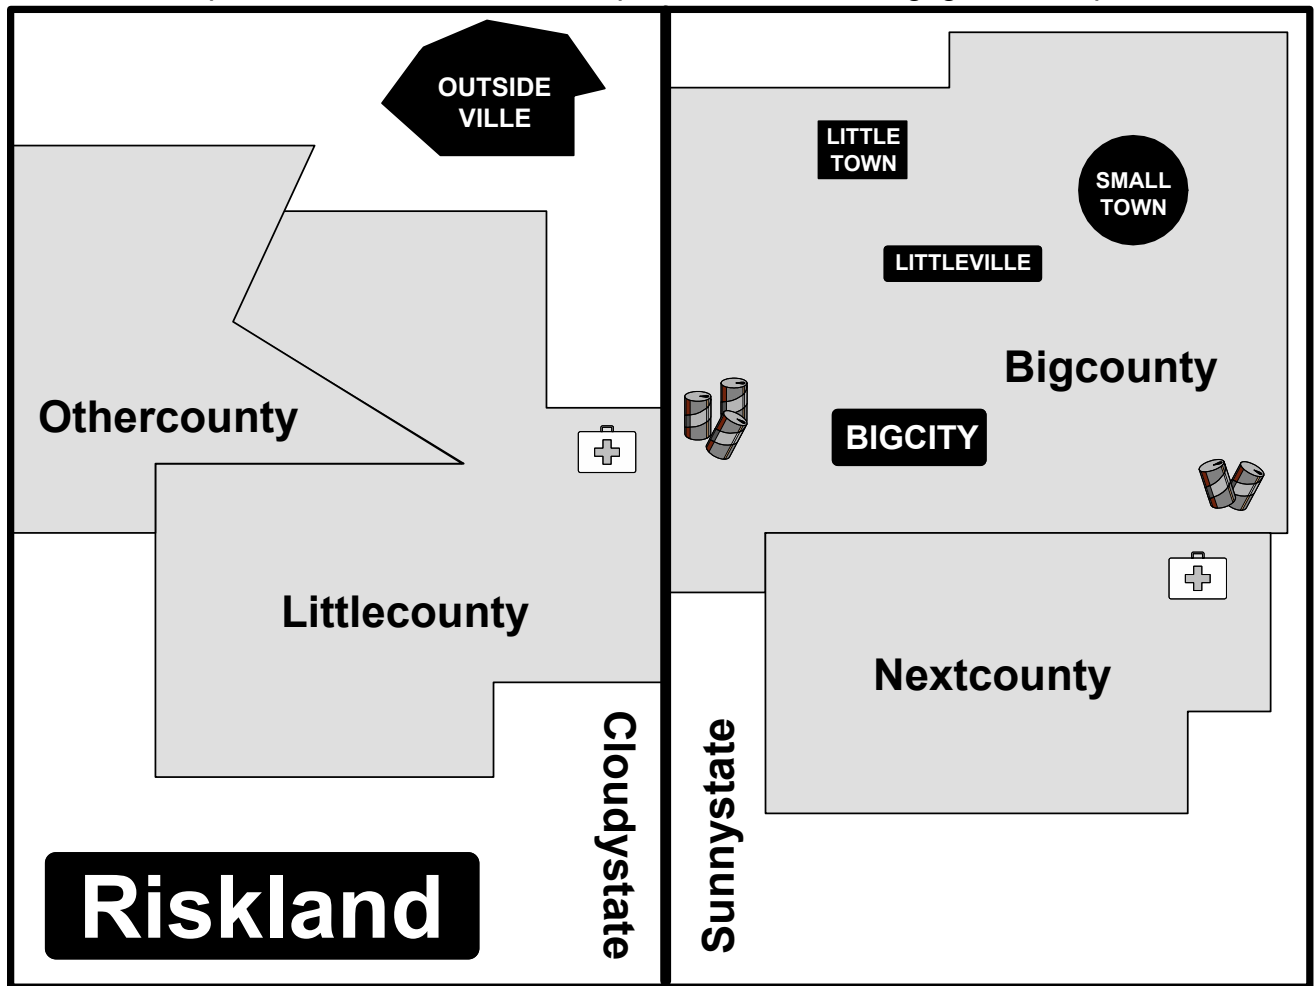 OUTSIDE
VILLE
LITTLE
TOWN
SMALL
TOWN
LITTLEVILLE
Bigcounty
Othercounty
BIGCITY
Littlecounty
Nextcounty
Cloudystate
Sunnystate
Riskland